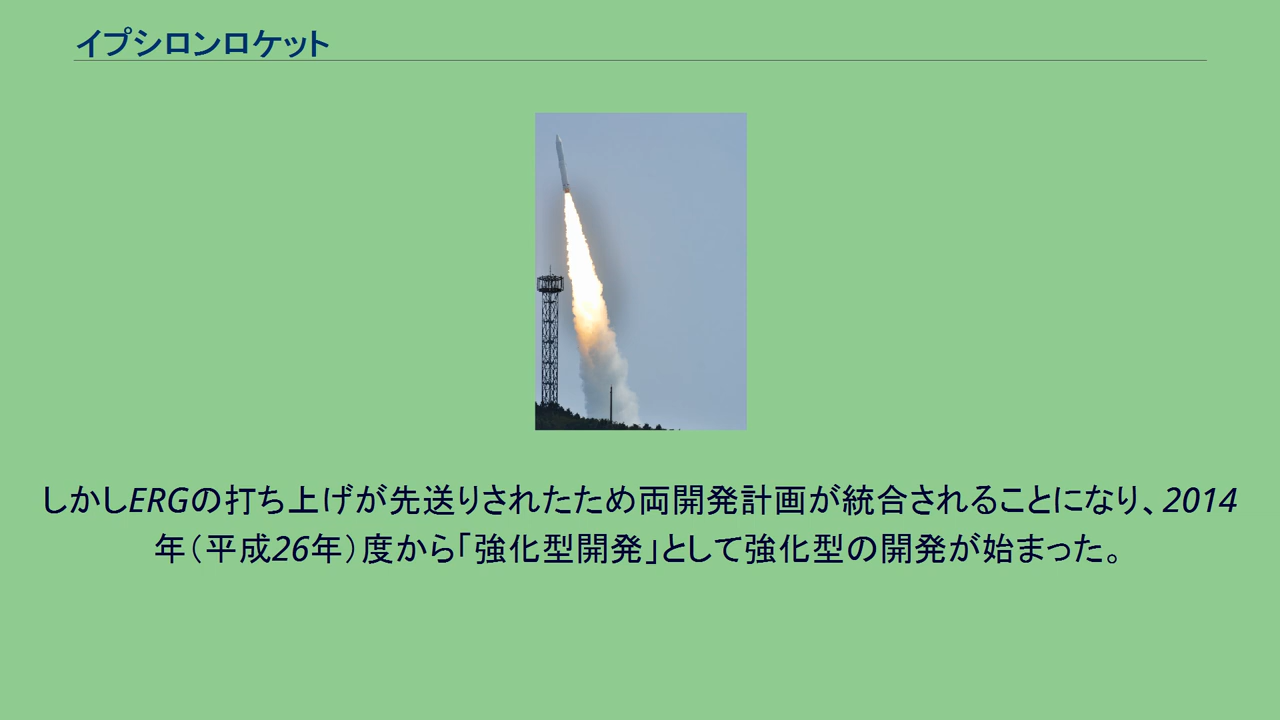 イプシロンロケット
しかしERGの打ち上げが先送りされたため両開発計画が統合されることになり、2014
年（平成26年）度から「強化型開発」として強化型の開発が始まった。